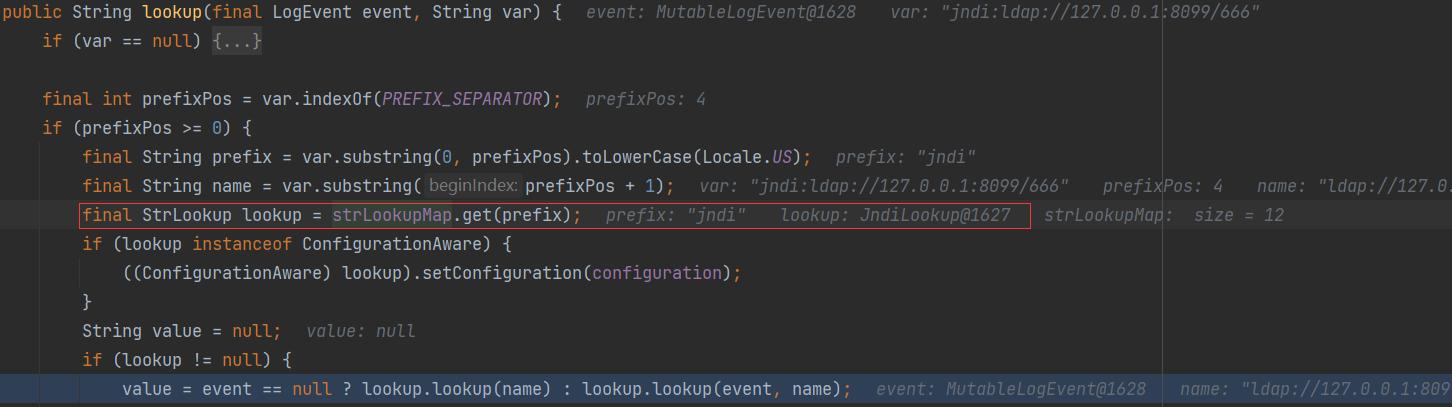 public String lookup(final LogEvent event, String var) { event: MutableLogEvent@1628 var: "jndi:ldap://127.0.0.1:8099/666"
if (var == null) {...}
final int prefixPos = var.indexOf(PREFIX_SEPARATOR); prefixPos: 4
if (prefixPos >= 0) {
final String prefix = var.substring(0, prefixPos).toLowerCase(Locale.US); prefix: "jndi"
final String name = var.substring( beginIndex: prefixPos + 1); var: "jndi:ldap://127.0.0.1:8099/666" prefixPos: 4 name: "ldap://127.0.
final StrLookup lookup = strLookupMap.get(prefix); prefix: "jndi" lookup: JndiLookup@1627 strLookupMap: size = 12
if (lookup instanceof ConfigurationAware) {
((ConfigurationAware) lookup).setConfiguration(configuration);
}
String value = null; value: null
if (lookup != null) {
value = event == null ? lookup.lookup(name) : lookup.lookup(event, name); event: MutableLogEvent@1628 name: "ldap://127.0.0.1:809